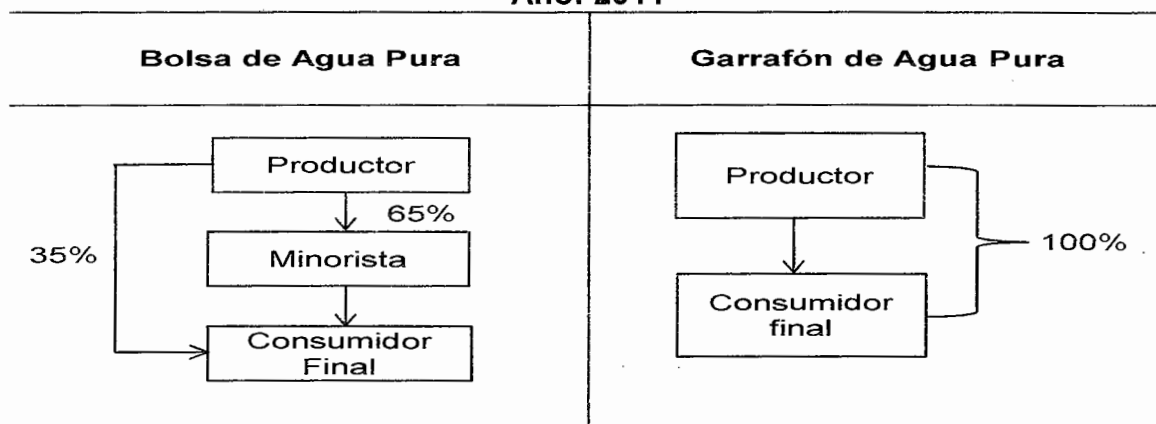 Bolsa de Agua Pura
Garrafón de Agua Pura
Productor
65%
35%
Minorista
Consumidor
Final
Productor
100%
Consumidor
final